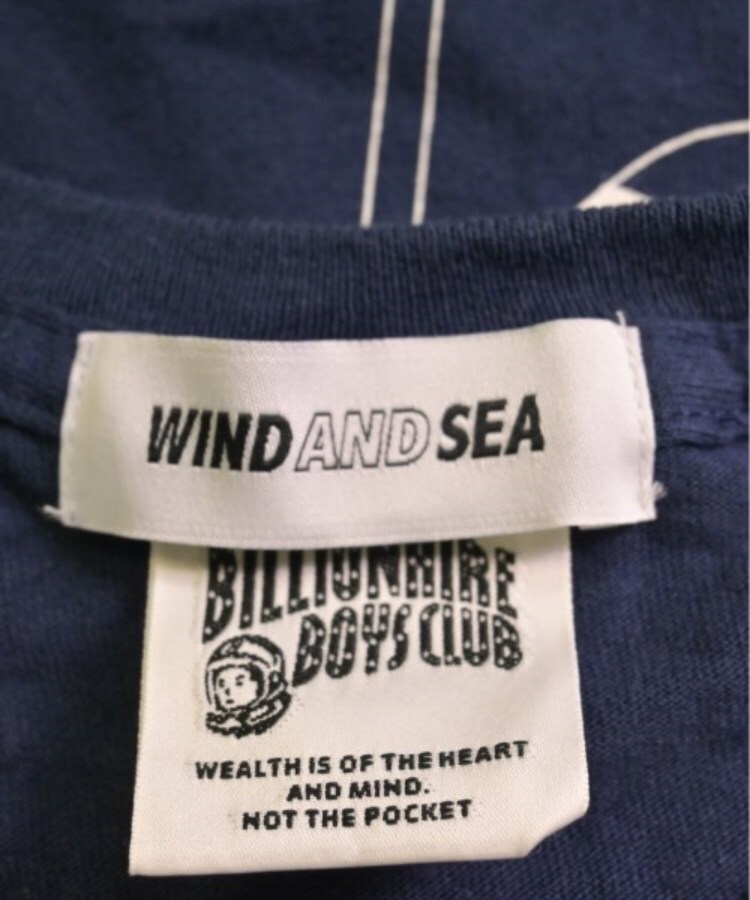 WIND AND SEA
BILLIONAIRE
BOYS CLUB
WEALTH IS OF THE HEART
AND MIND.
NOT THE POCKET